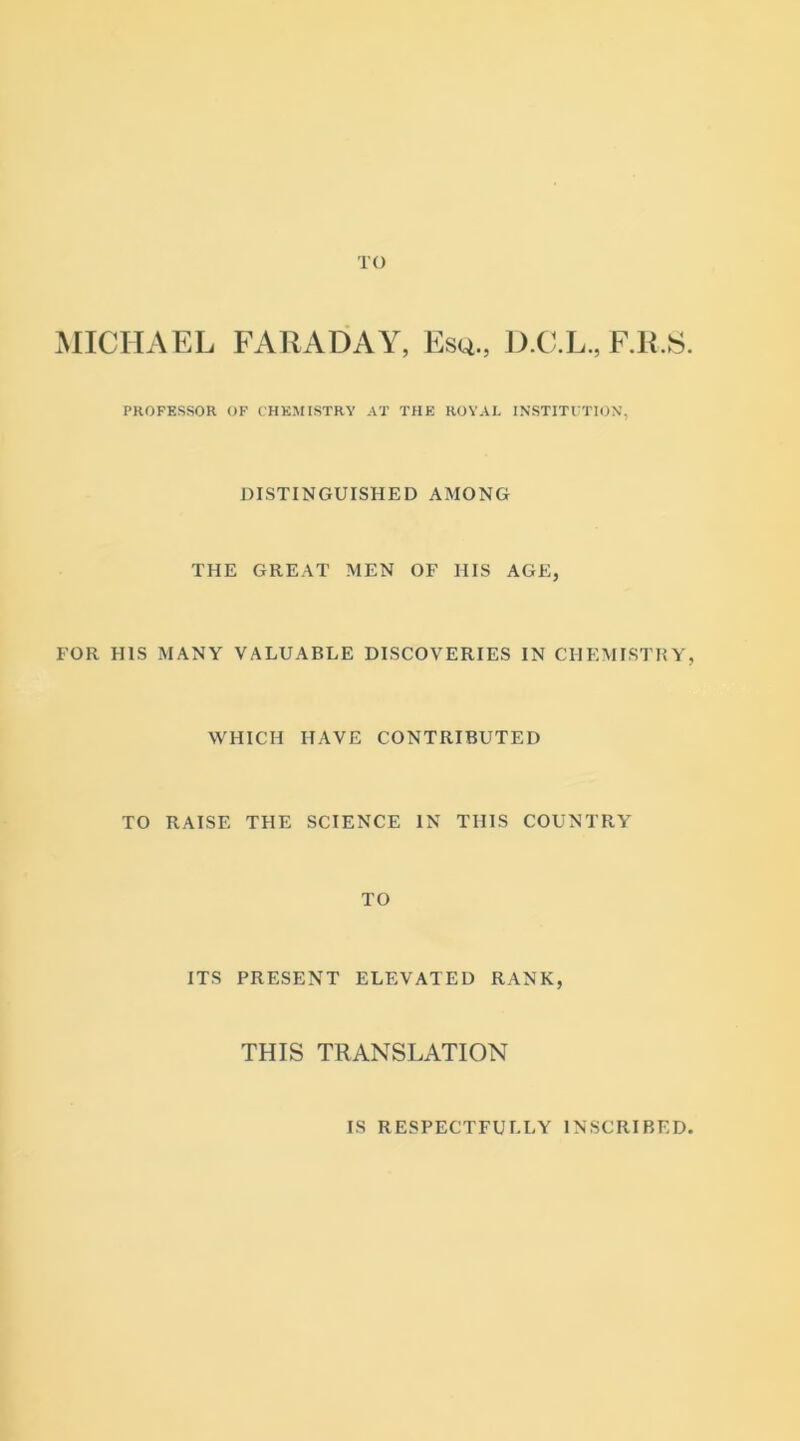 TO
MICHAEL FARADAY, Esq., D.C.L., F.R.S.
PROFESSOR OF CHEMISTRY AT THE ROYAL INSTITUTION,
DISTINGUISHED AMONG
THE GREAT MEN OF HIS AGE,
FOR HIS MANY VALUABLE DISCOVERIES IN CHEMISTRY,
WHICH HAVE CONTRIBUTED
TO RAISE THE SCIENCE IN THIS COUNTRY
TO
ITS PRESENT ELEVATED RANK,
THIS TRANSLATION
IS RESPECTFULLY INSCRIBED.